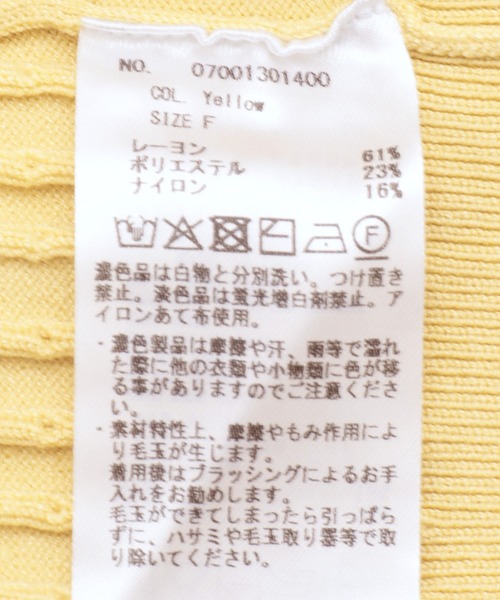 NO. 07001301400
COL. Yellow
SIZE F
レーヨン 61%
ポリエステル 23%
ナイロン 16%
F
濃色品は白物と分別洗い。つけ置き
禁止。淡色品は蛍光増白剤禁止。ア
イロンあて布使用。
・濃色製品は摩擦や汗、雨等で濡れ
た際に他の衣類や小物類に色が移
る事がありますのでご注意くださ
い。
・素材特性上、摩擦やもみ作用によ
り毛玉が生じます。
着用後はブラッシングによるお手
入れをお勧めします。
毛玉ができてしまったら引っぱら
ずに、ハサミや毛玉取り器等で取
り除いてください。